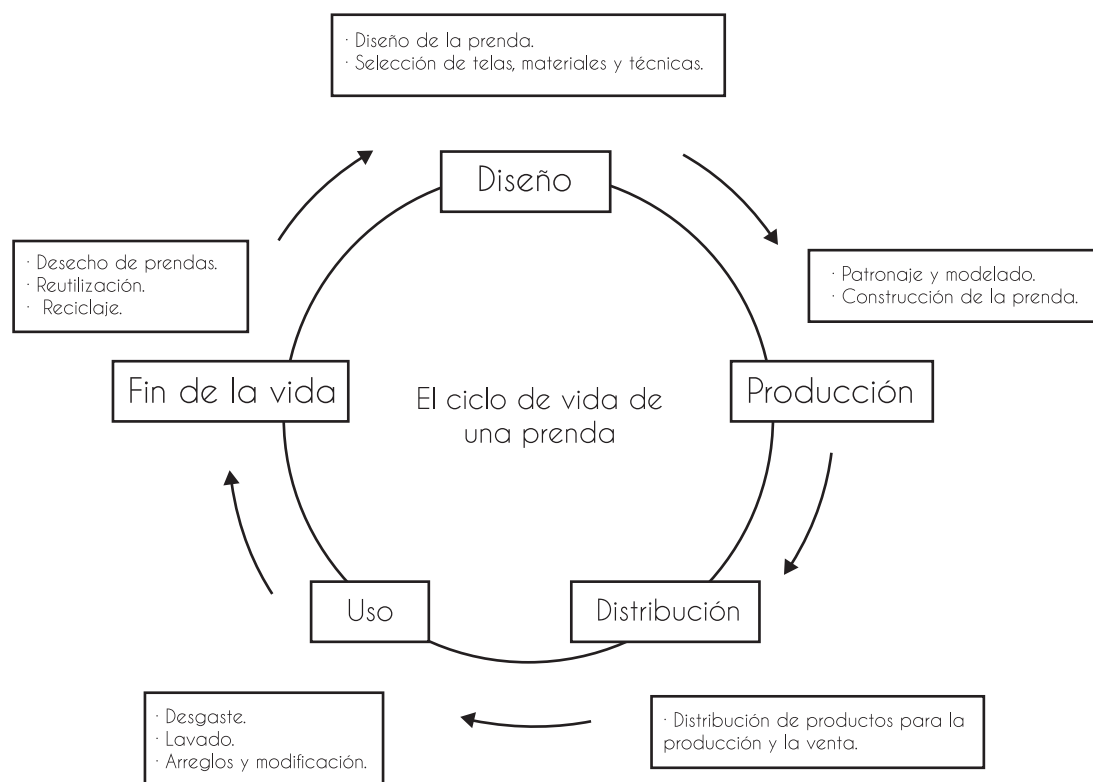 · Diseño de la prenda.
· Selección de telas, materiales y técnicas.
Diseño
· Patronaje y modelado.
· Construcción de la prenda.
Producción
· Desecho de prendas.
· Reutilización.
· Reciclaje.
Fin de la vida
El ciclo de vida de
una prenda
Uso
Distribución
· Desgaste.
· Lavado.
· Arreglos y modificación.
· Distribución de productos para la
producción y la venta.